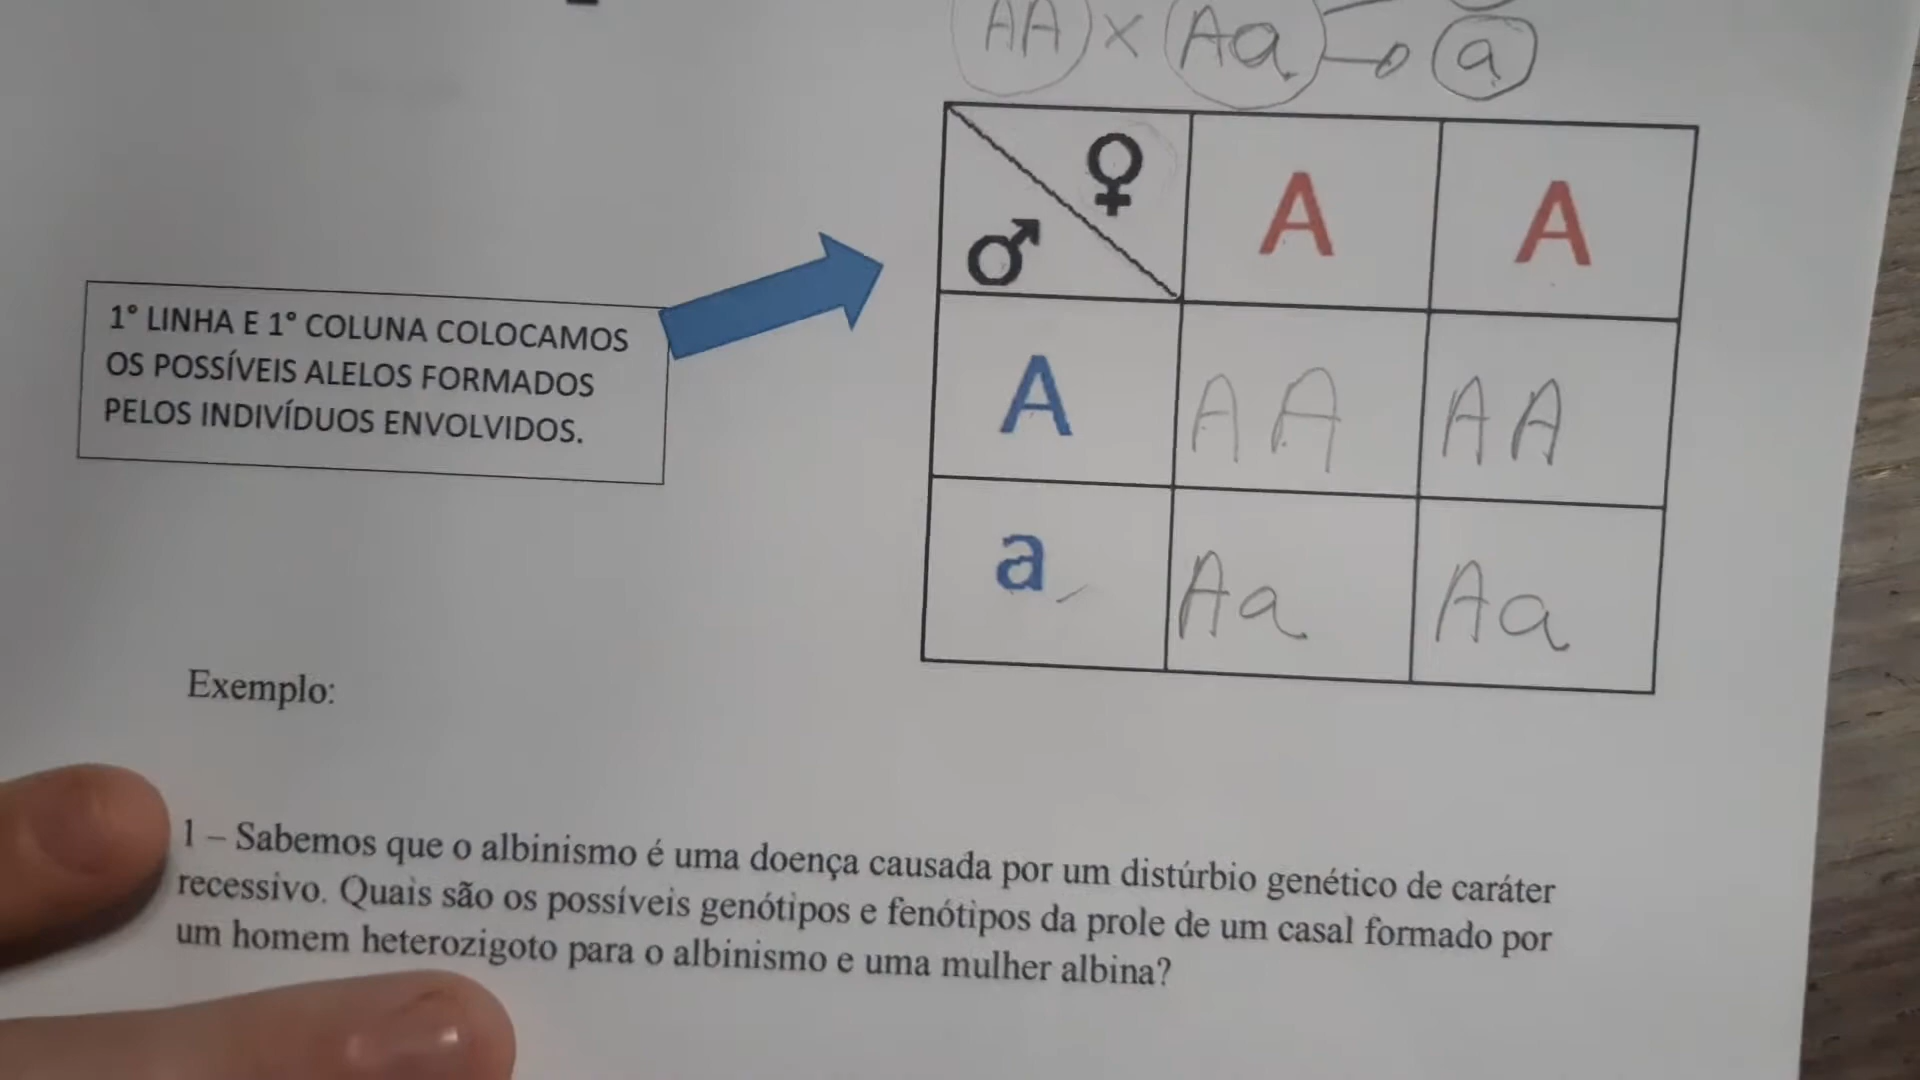 AA x Aa a
♀ A A
♂
A AA AA
a Aa Aa
1° LINHA E 1° COLUNA COLOCAMOS
OS POSSÍVEIS ALELOS FORMADOS
PELOS INDIVÍDUOS ENVOLVIDOS.
Exemplo:
1 – Sabemos que o albinismo é uma doença causada por um distúrbio genético de caráter
recessivo. Quais são os possíveis genótipos e fenótipos da prole de um casal formado por
um homem heterozigoto para o albinismo e uma mulher albina?